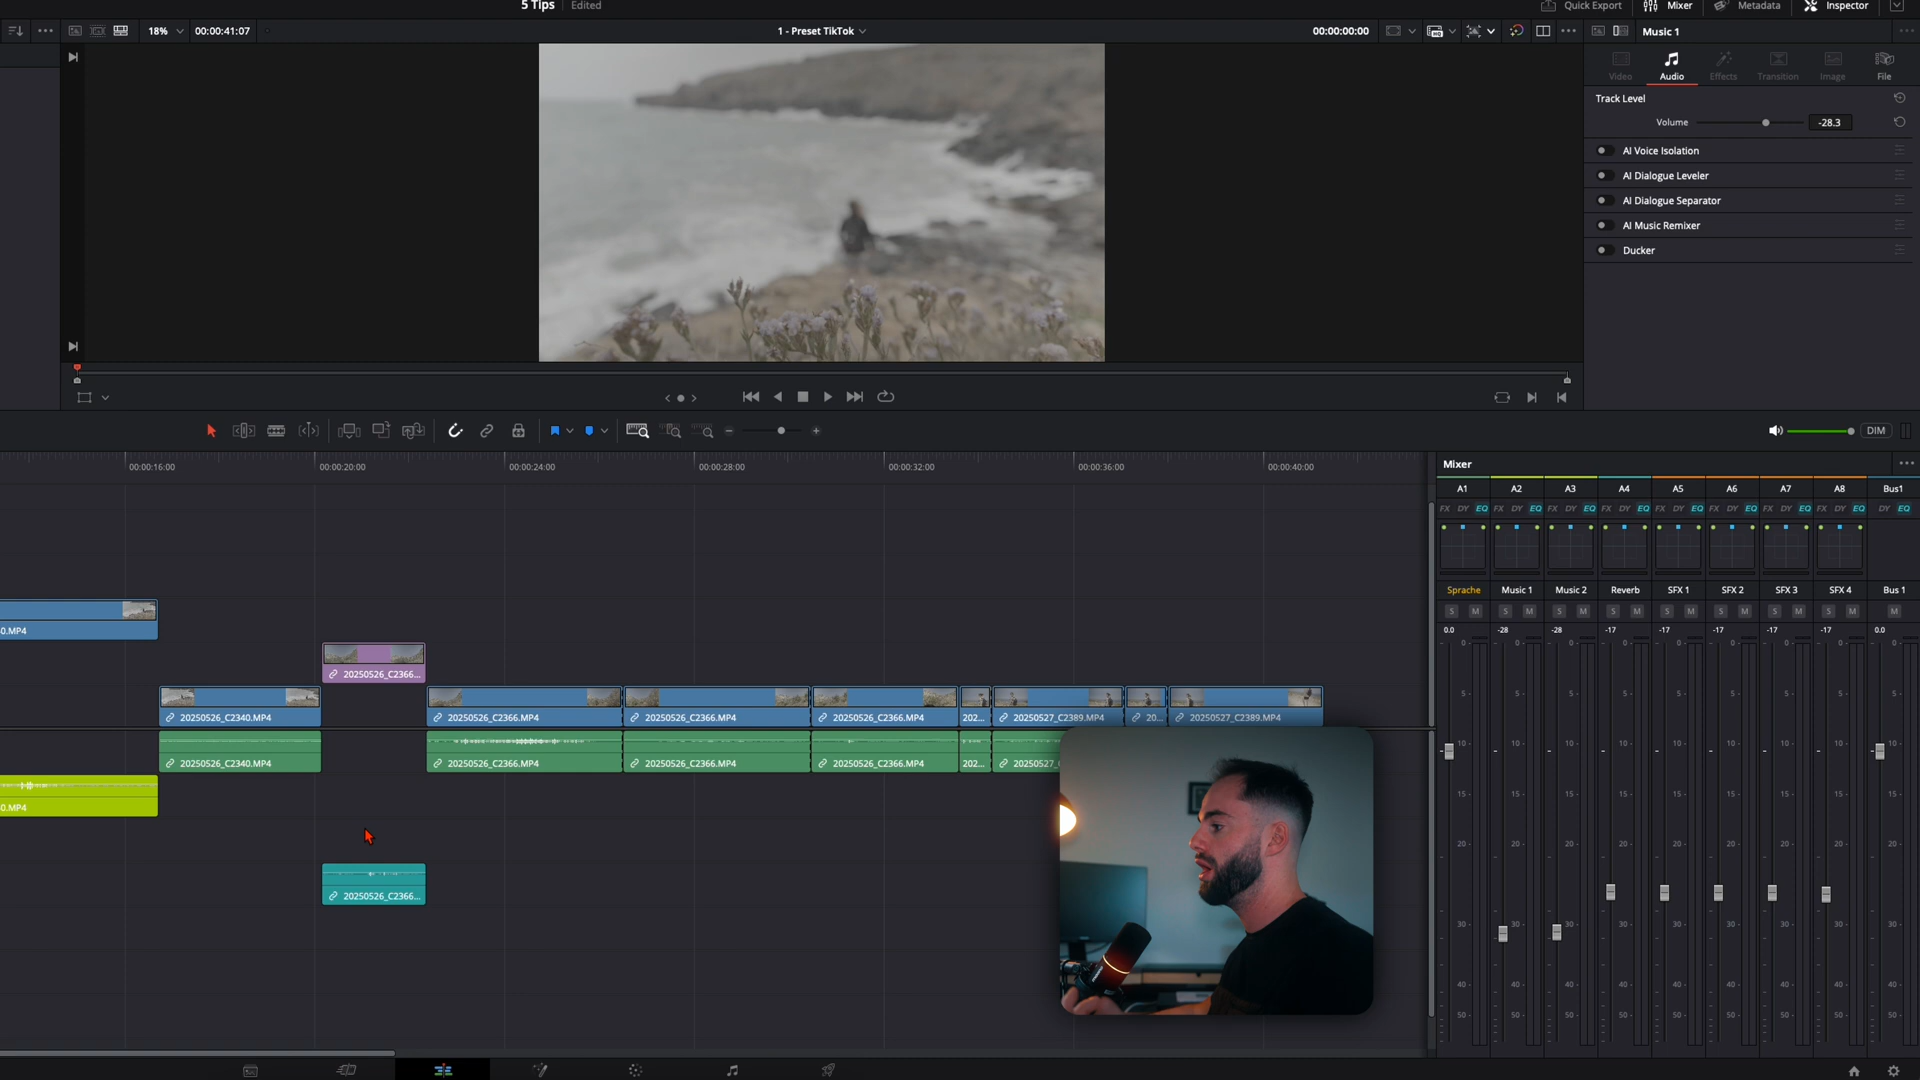 5 Tips Edited
Quick Export Mixer Metadata Inspector
18% 00:00:41:07
1 - Preset TikTok
00:00:00:00
Music 1
Video Audio Effects Transition Image File
Track Level
Volume -28.3
AI Voice Isolation
AI Dialogue Leveler
AI Dialogue Separator
AI Music Remixer
Ducker
DIM
00:00:16:00 00:00:20:00 00:00:24:00 00:00:28:00 00:00:32:00 00:00:36:00 00:00:40:00
Mixer
A1 A2 A3 A4 A5 A6 A7 A8 Bus1
FX DY EQ FX DY EQ FX DY EQ FX DY EQ FX DY EQ FX DY EQ FX DY EQ FX DY EQ DY EQ
Sprache Music 1 Music 2 Reverb SFX 1 SFX 2 SFX 3 SFX 4 Bus 1
S M S M S M S M S M S M S M S M M
0.0 -28 -28 -17 -17 -17 -17 -17 0.0
0 0 0 0 0 0 0 0 0
5 5 5 5 5 5 5 5 5
10 10 10 10 10 10 10 10 10
15 15 15 15 15 15 15 15 15
20 20 20 20 20 20 20 20 20
30 30 30 30 30 30 30 30 30
40 40 40 40 40 40 40 40 40
50 50 50 50 50 50 50 50 50
0.MP4
20250526_C2366...
20250526_C2340.MP4 20250526_C2366.MP4 20250526_C2366.MP4 20250526_C2366.MP4 202... 20250527_C2389.MP4 20... 20250527_C2389.MP4
20250526_C2340.MP4 20250526_C2366.MP4 20250526_C2366.MP4 20250526_C2366.MP4 202... 20250527_C
0.MP4
20250526_C2366...